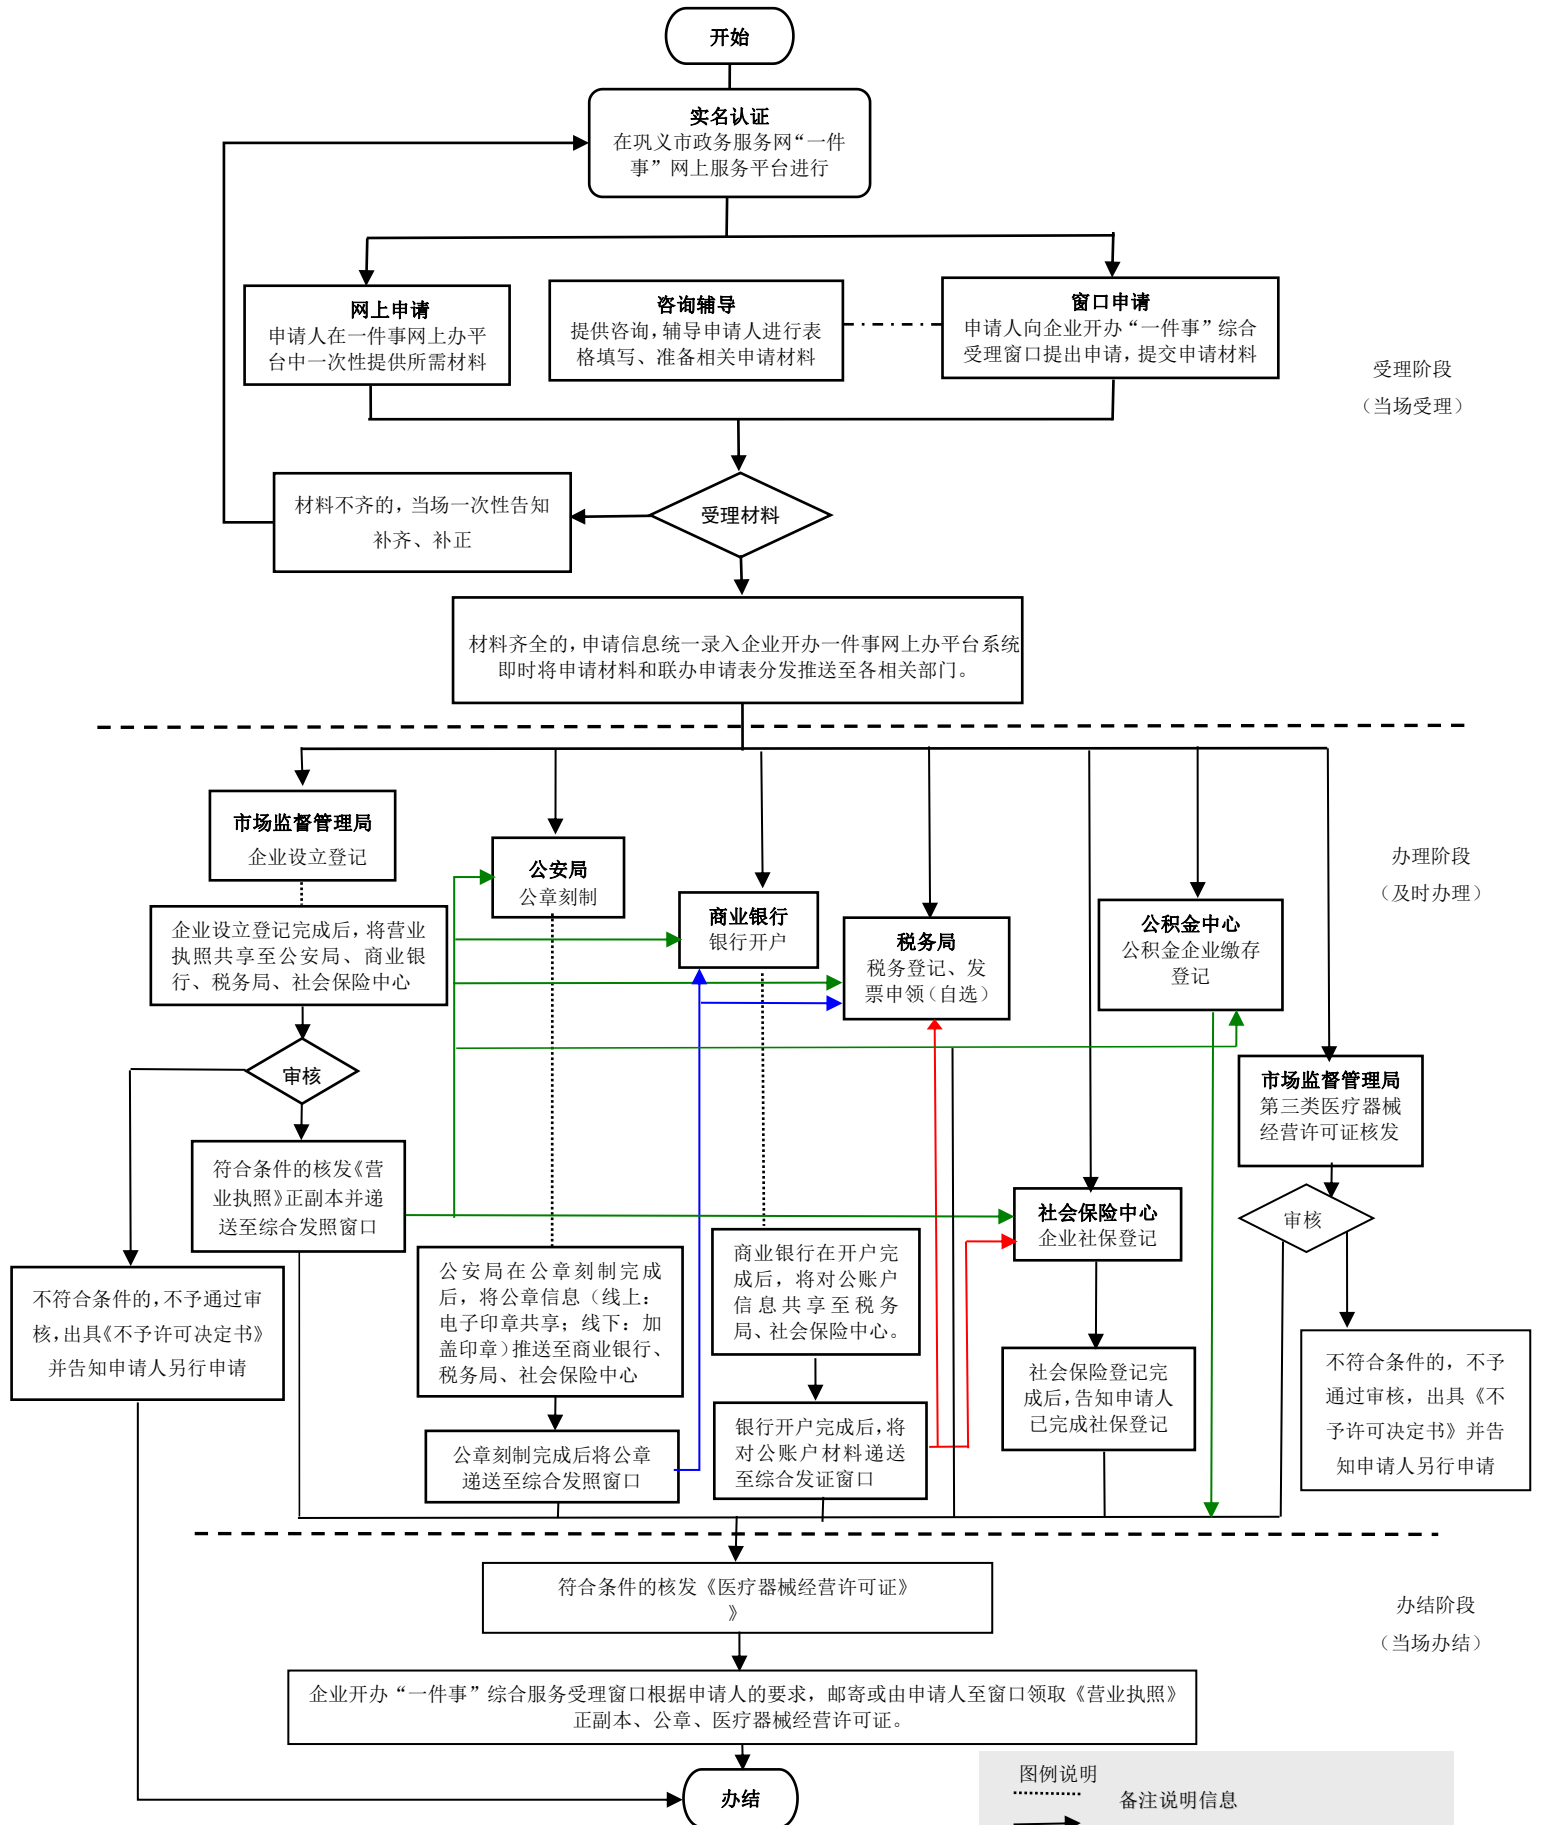 开始
实名认证
在巩义市政务服务网“一件
事”网上服务平台进行
网上申请
申请人在一件事网上办平
台中一次性提供所需材料
咨询辅导
提供咨询,辅导申请人进行表
格填写、准备相关申请材料
窗口申请
申请人向企业开办“一件事”综合
受理窗口提出申请,提交申请材料
受理阶段
（当场受理）
材料不齐的,当场一次性告知
补齐、补正
受理材料
材料齐全的,申请信息统一录入企业开办一件事网上办平台系统
即时将申请材料和联办申请表分发推送至各相关部门。
市场监督管理局
企业设立登记
公安局
公章刻制
商业银行
银行开户
税务局
税务登记、发
票申领（自选）
公积金中心
公积金企业缴存
登记
办理阶段
（及时办理）
企业设立登记完成后，将营业
执照共享至公安局、商业银
行、税务局、社会保险中心
审核
市场监督管理局
第三类医疗器械
经营许可证核发
符合条件的核发《营
业执照》正副本并递
送至综合发照窗口
社会保险中心
企业社保登记
审核
不符合条件的,不予通过审
核,出具《不予许可决定书》
并告知申请人另行申请
公安局在公章刻制完成
后，将公章信息（线上：
电子印章共享；线下：加
盖印章）推送至商业银行、
税务局、社会保险中心
商业银行在开户完
成后，将对公账户
信息共享至税务
局、社会保险中心。
社会保险登记完
成后,告知申请人
已完成社保登记
不符合条件的，不予
通过审核，出具《不
予许可决定书》并告
知申请人另行申请
公章刻制完成后将公章
递送至综合发照窗口
银行开户完成后,将
对公账户材料递送
至综合发证窗口
符合条件的核发《医疗器械经营许可证》
》
办结阶段
（当场办结）
企业开办“一件事”综合服务受理窗口根据申请人的要求，邮寄或由申请人至窗口领取《营业执照》
正副本、公章、医疗器械经营许可证。
办结
图例说明
备注说明信息